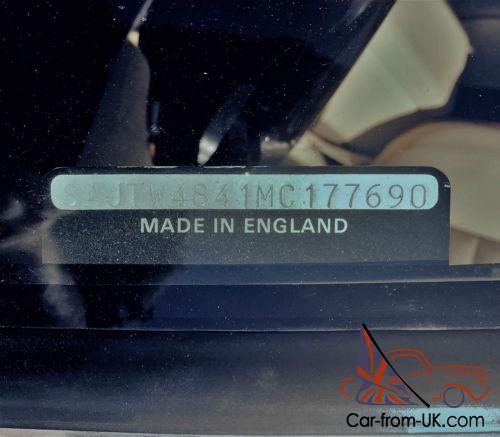 SAJTW4841MC177690
MADE IN ENGLAND
Car-from-UK.com